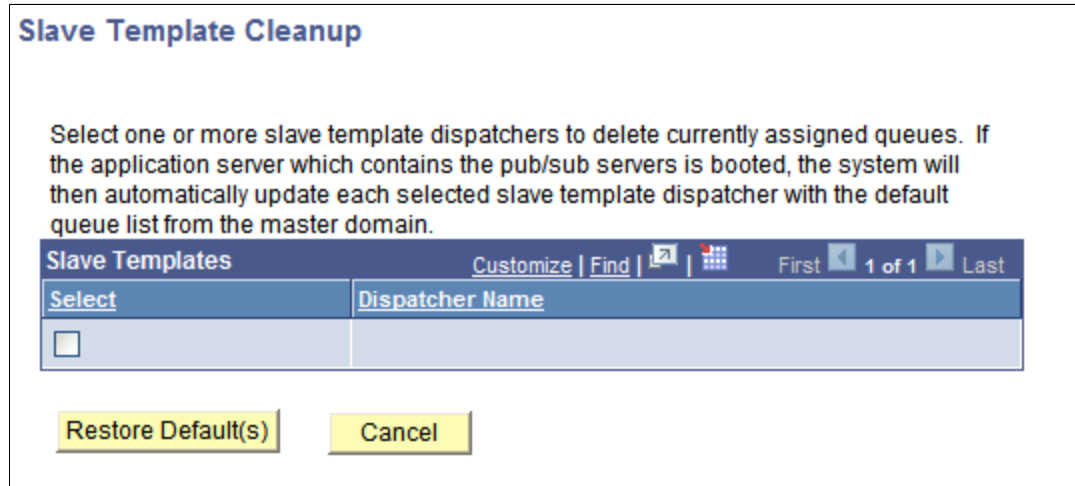 Slave Template Cleanup
Select one or more slave template dispatchers to delete currently assigned queues. If
the application server which contains the pub/sub servers is booted, the system will
then automatically update each selected slave template dispatcher with the default
queue list from the master domain.
Slave Templates Customize | Find | | First 1 of 1 Last
Select Dispatcher Name
Restore Default(s) Cancel